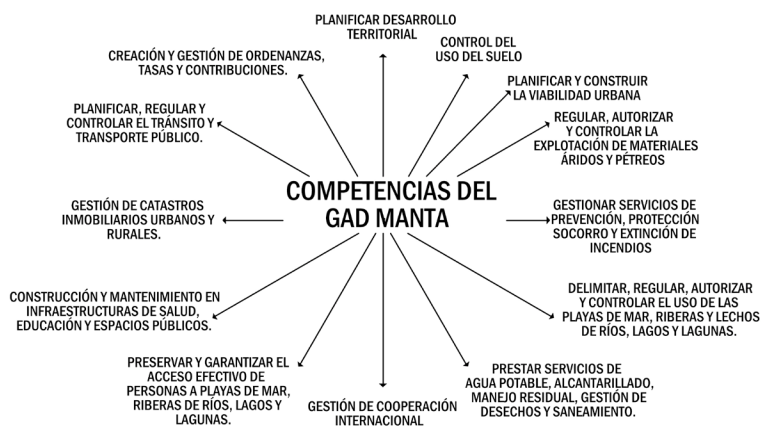 PLANIFICAR DESARROLLO
TERRITORIAL
CONTROL DEL
USO DEL SUELO
CREACIÓN Y GESTIÓN DE ORDENANZAS,
TASAS Y CONTRIBUCIONES.
PLANIFICAR Y CONSTRUIR
LA VIABILIDAD URBANA
PLANIFICAR, REGULAR Y
CONTROLAR EL TRÁNSITO Y
TRANSPORTE PÚBLICO.
REGULAR, AUTORIZAR
Y CONTROLAR LA
EXPLOTACIÓN DE MATERIALES
ÁRIDOS Y PÉTREOS
COMPETENCIAS DEL
GAD MANTA
GESTIÓN DE CATASTROS
INMOBILIARIOS URBANOS Y
RURALES.
GESTIONAR SERVICIOS DE
PREVENCIÓN, PROTECCIÓN
SOCORRO Y EXTINCIÓN DE
INCENDIOS
CONSTRUCCIÓN Y MANTENIMIENTO EN
INFRAESTRUCTURAS DE SALUD,
EDUCACIÓN Y ESPACIOS PÚBLICOS.
DELIMITAR, REGULAR, AUTORIZAR
Y CONTROLAR EL USO DE LAS
PLAYAS DE MAR, RIBERAS Y LECHOS
DE RÍOS, LAGOS Y LAGUNAS.
PRESERVAR Y GARANTIZAR EL
ACCESO EFECTIVO DE
PERSONAS A PLAYAS DE MAR,
RIBERAS DE RÍOS, LAGOS Y
LAGUNAS.
GESTIÓN DE COOPERACIÓN
INTERNACIONAL
PRESTAR SERVICIOS DE
AGUA POTABLE, ALCANTARILLADO,
MANEJO RESIDUAL, GESTIÓN DE
DESECHOS Y SANEAMIENTO.